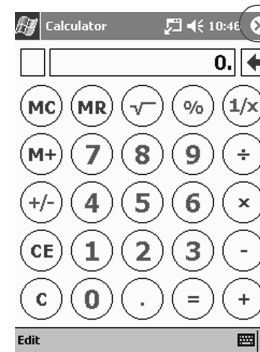 Calculator 10:46
0.
MC MR √ % 1/x
M+ 7 8 9 ÷
+/- 4 5 6 ×
CE 1 2 3 -
C 0 . = +
Edit